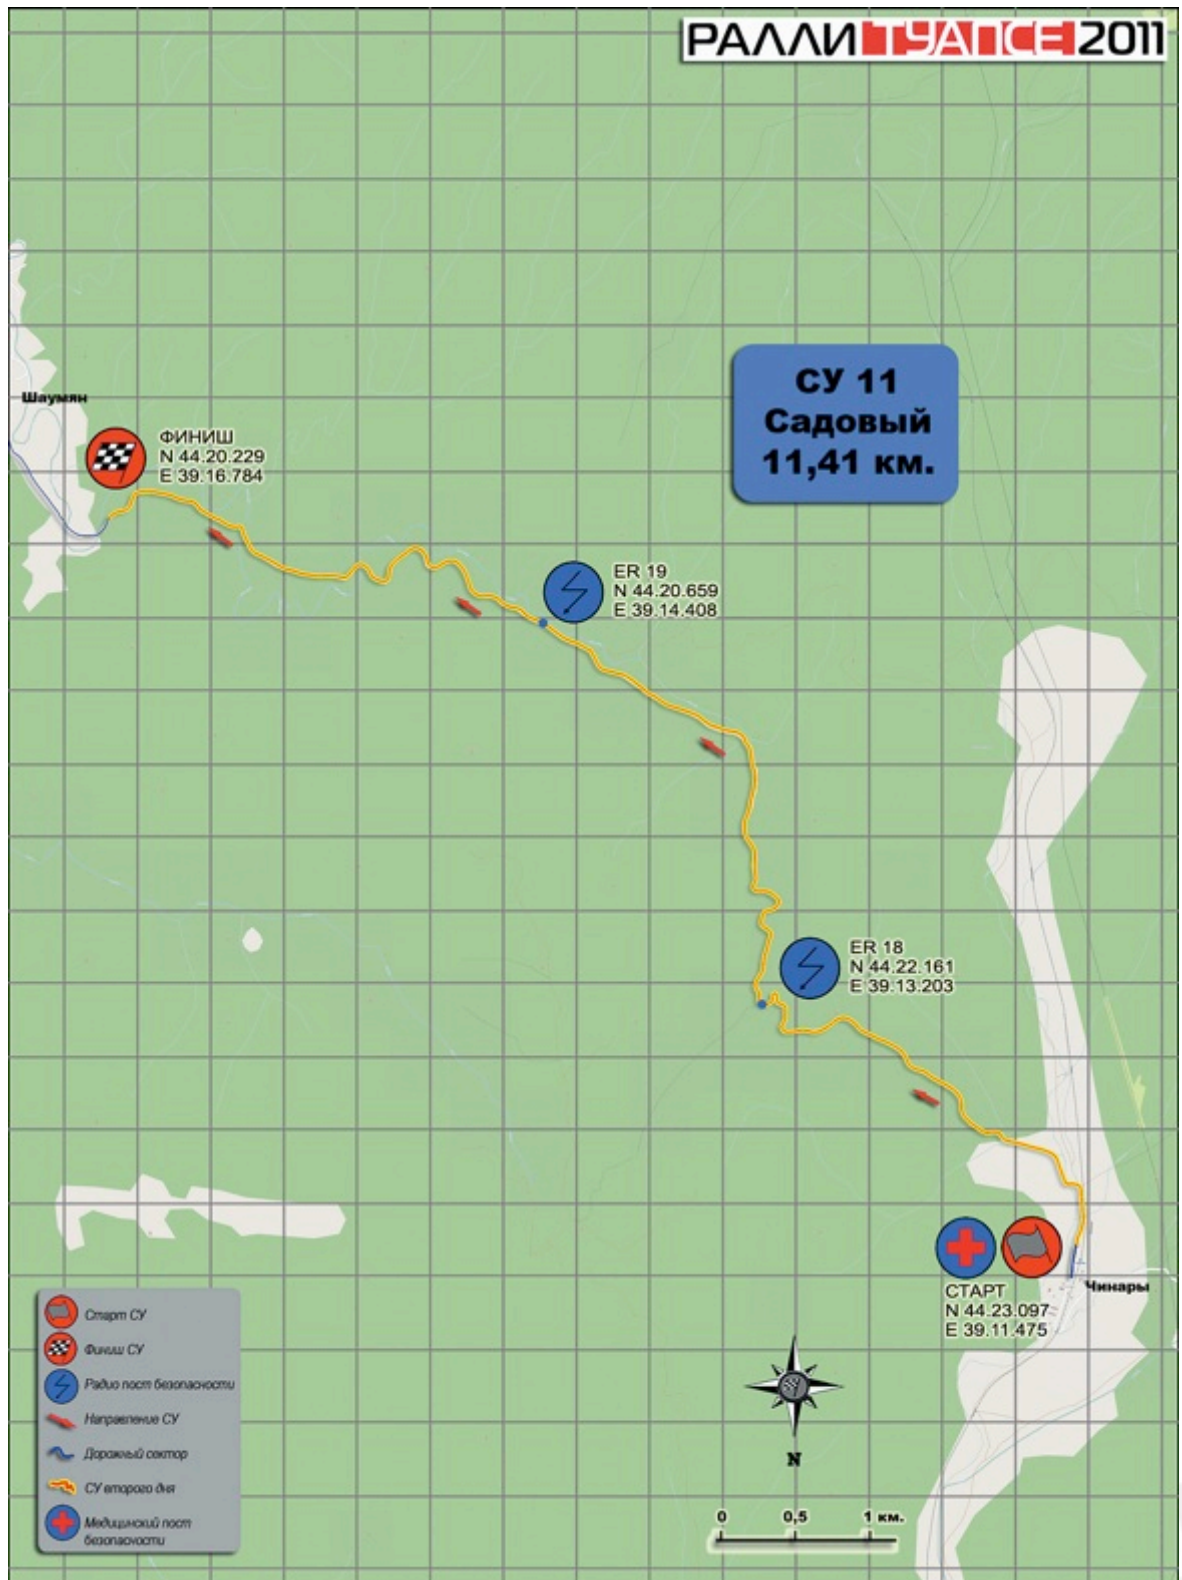 РАЛЛИ ТУАПСЕ 2011
СУ 11
Садовый
11,41 км.
Шаумян
ФИНИШ
N 44.20.229
E 39.16.784
ER 19
N 44.20.659
E 39.14.408
ER 18
N 44.22.161
E 39.13.203
СТАРТ
N 44.23.097
E 39.11.475
Чинары
Старт СУ
Финиш СУ
Радио пост безопасности
Направление СУ
Дорожный сектор
СУ второго дня
Медицинский пост
безопасности
N
0 0,5 1 км.